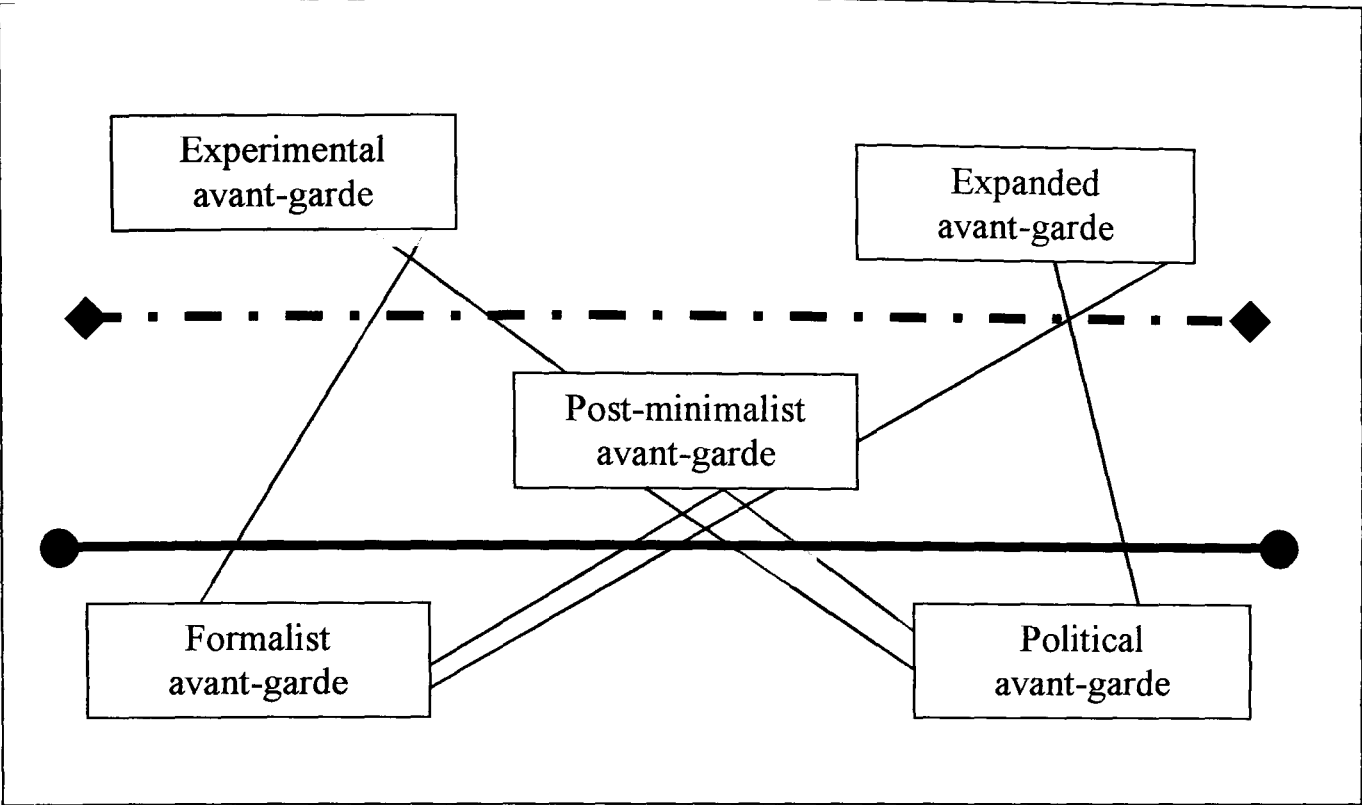 Experimental
avant-garde
Expanded
avant-garde
Post-minimalist
avant-garde
Formalist
avant-garde
Political
avant-garde